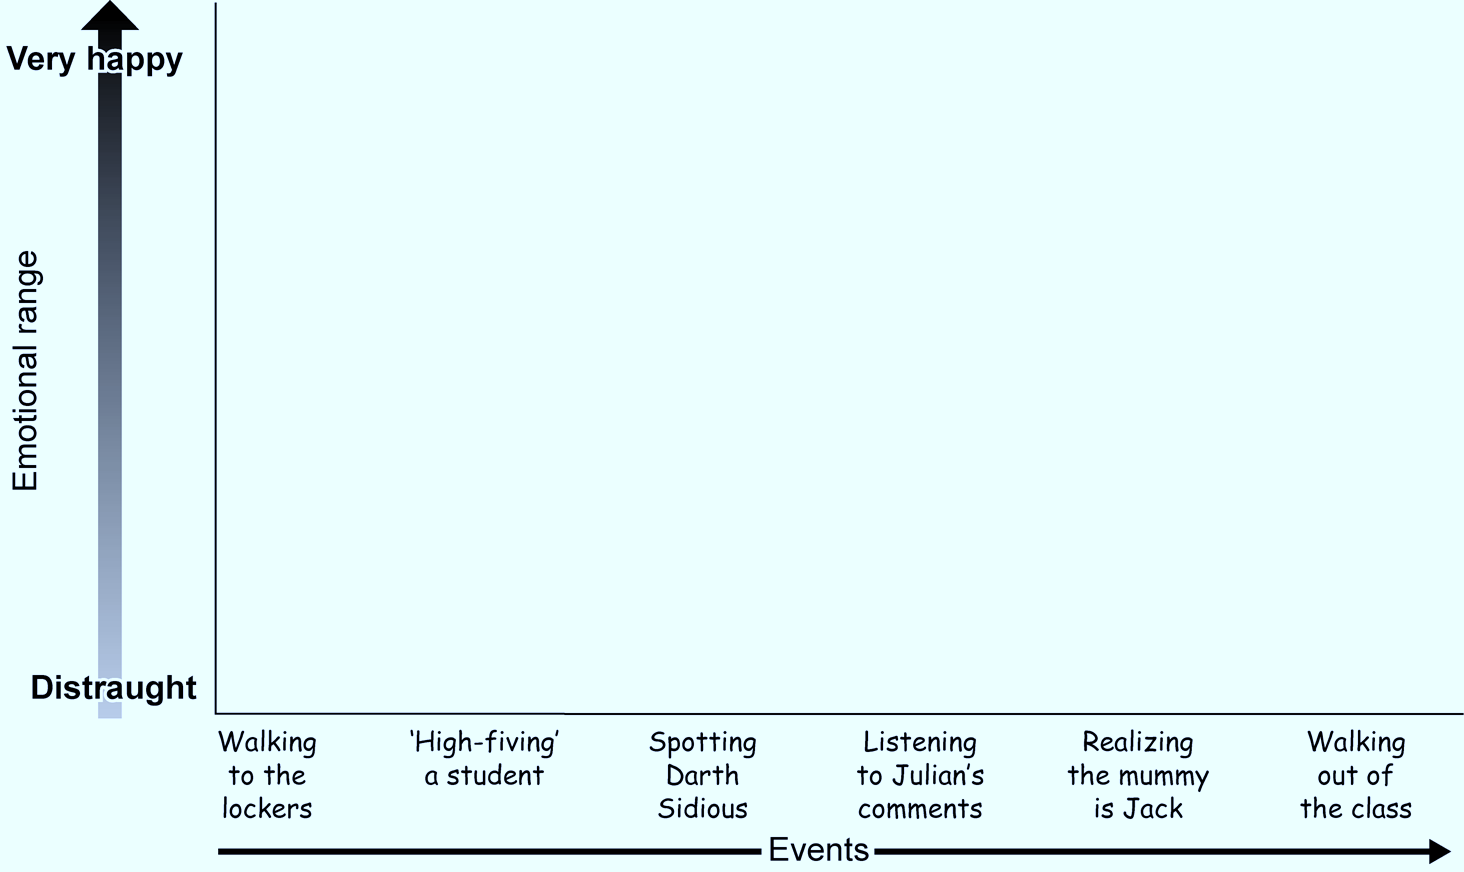 Very happy
Emotional range
Distraught
Walking
to the
lockers
‘High-fiving’
a student
Spotting
Darth
Sidious
Listening
to Julian’s
comments
Realizing
the mummy
is Jack
Walking
out of
the class
Events